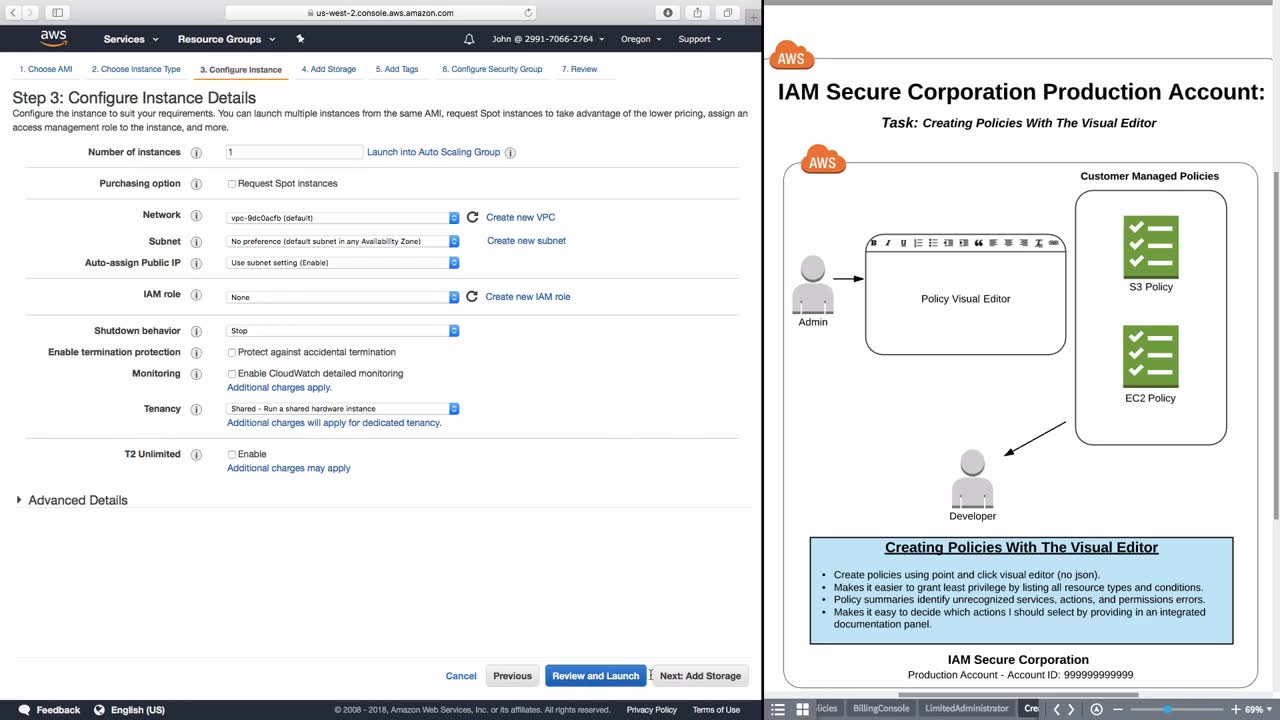 us-west-2.console.aws.amazon.com
aws
Services
Resource Groups
John @ 2991-7066-2764
Oregon
Support
1. Choose AMI
2. Choose Instance Type
3. Configure Instance
4. Add Storage
5. Add Tags
6. Configure Security Group
7. Review
Step 3: Configure Instance Details
Configure the instance to suit your requirements. You can launch multiple instances from the same AMI, request Spot instances to take advantage of the lower pricing, assign an
access management role to the instance, and more.
Number of instances
1
Launch into Auto Scaling Group
Purchasing option
Request Spot instances
Network
vpc-9dc0acfb (default)
Create new VPC
Subnet
No preference (default subnet in any Availability Zone)
Create new subnet
Auto-assign Public IP
Use subnet setting (Enable)
IAM role
None
Create new IAM role
Shutdown behavior
Stop
Enable termination protection
Protect against accidental termination
Monitoring
Enable CloudWatch detailed monitoring
Additional charges apply.
Tenancy
Shared - Run a shared hardware instance
Additional charges will apply for dedicated tenancy.
T2 Unlimited
Enable
Additional charges may apply
Advanced Details
Cancel
Previous
Review and Launch
Next: Add Storage
Feedback
English (US)
© 2008 - 2018, Amazon Web Services, Inc. or its affiliates. All rights reserved.
Privacy Policy
Terms of Use
AWS
IAM Secure Corporation Production Account:
Task: Creating Policies With The Visual Editor
AWS
Customer Managed Policies
S3 Policy
EC2 Policy
Policy Visual Editor
Admin
Developer
Creating Policies With The Visual Editor
• Create policies using point and click visual editor (no json).
• Makes it easier to grant least privilege by listing all resource types and conditions.
• Policy summaries identify unrecognized services, actions, and permissions errors.
• Makes it easy to decide which actions I should select by providing in an integrated
documentation panel.
IAM Secure Corporation
Production Account - Account ID: 999999999999
licies
BillingConsole
LimitedAdministrator
Cre
69%